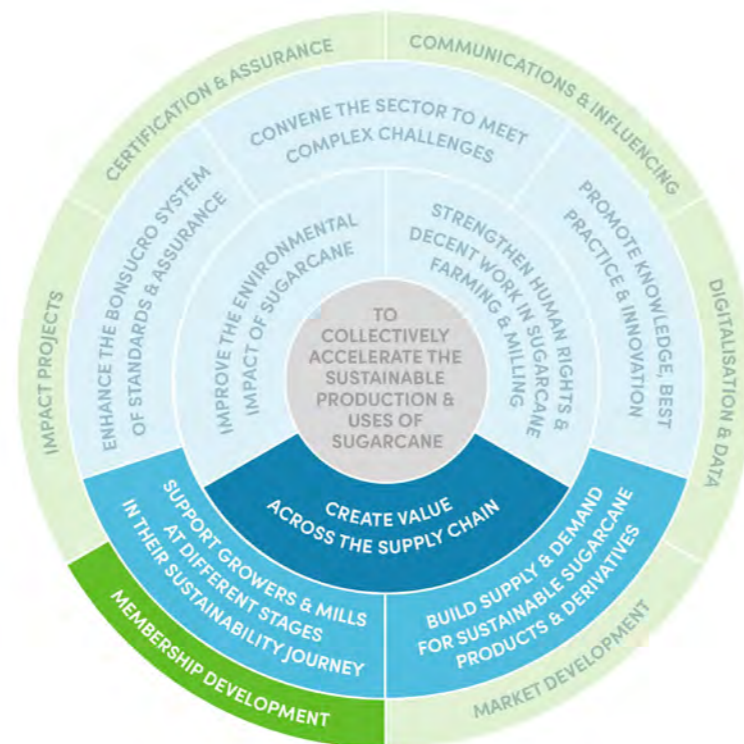 CERTIFICATION & ASSURANCE
COMMUNICATIONS & INFLUENCING
CONVENE THE SECTOR TO MEET
COMPLEX CHALLENGES
ENHANCE THE BONSUCRO SYSTEM
OF STANDARDS & ASSURANCE
PROMOTE KNOWLEDGE, BEST
PRACTICE & INNOVATION
IMPROVE THE ENVIRONMENTAL
IMPACT OF SUGARCANE
STRENGTHEN HUMAN RIGHTS &
DECENT WORK IN SUGARCANE
FARMING & MILLING
IMPACT PROJECTS
DIGITALISATION & DATA
TO
COLLECTIVELY
ACCELERATE THE
SUSTAINABLE
PRODUCTION &
USES OF
SUGARCANE
CREATE VALUE
ACROSS THE SUPPLY CHAIN
SUPPORT GROWERS & MILLS
AT DIFFERENT STAGES
IN THEIR SUSTAINABILITY JOURNEY
BUILD SUPPLY & DEMAND
FOR SUSTAINABLE SUGARCANE
PRODUCTS & DERIVATIVES
MEMBERSHIP DEVELOPMENT
MARKET DEVELOPMENT